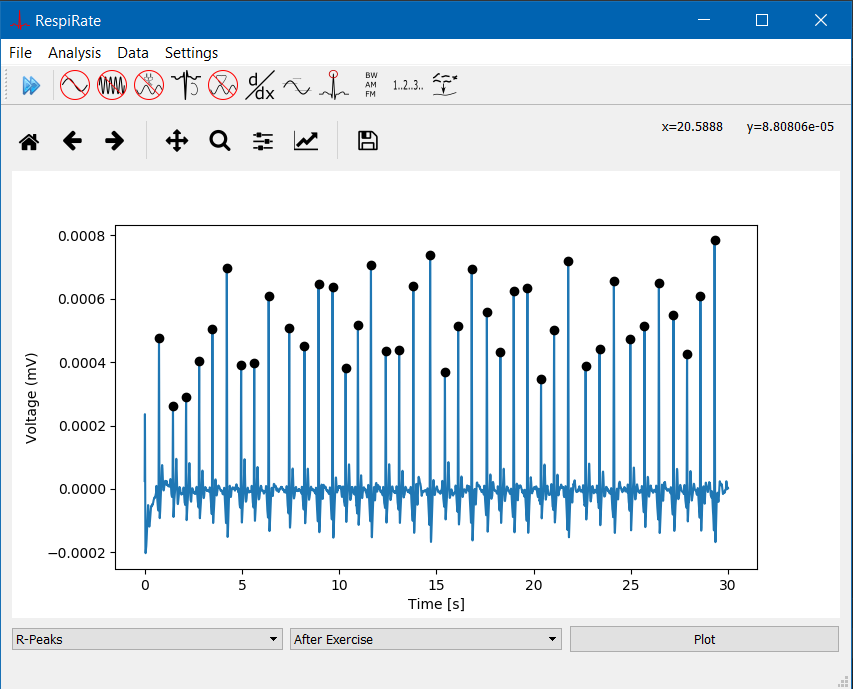 RespiRate
File Analysis Data Settings
d/dx
BW
AM
FM
1..2..3..
x=20.5888 y=8.80806e-05
0.0008
0.0006
0.0004
0.0002
0.0000
−0.0002
Voltage (mV)
0 5 10 15 20 25 30
Time [s]
R-Peaks After Exercise Plot